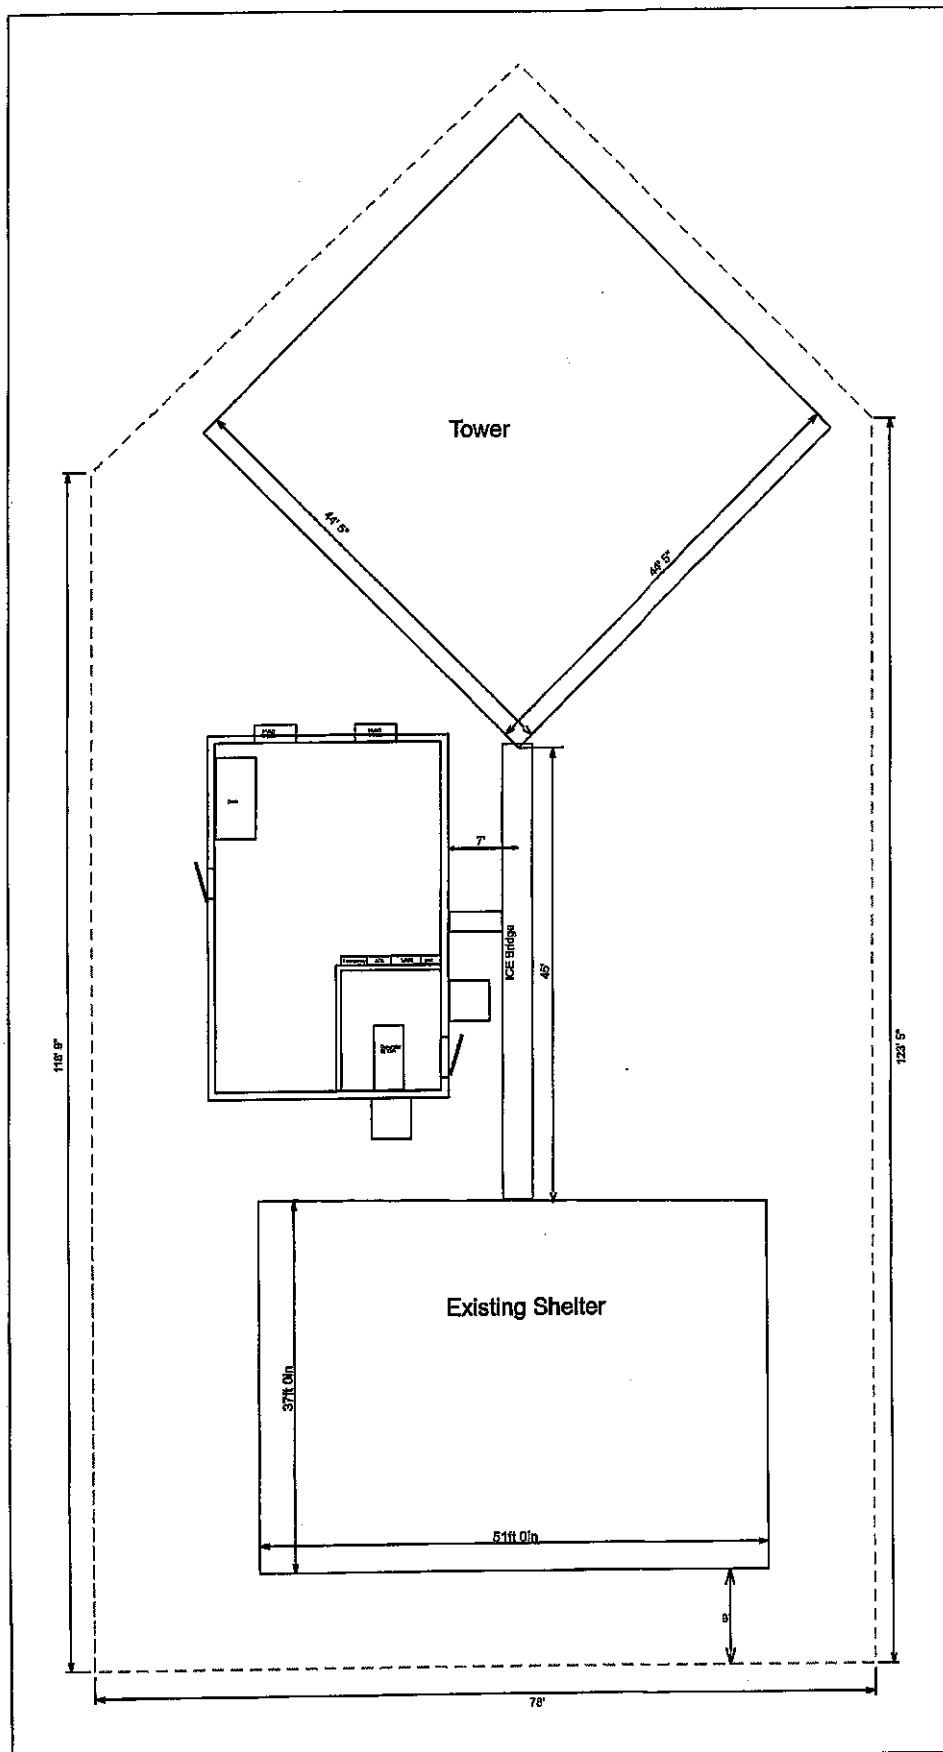 Tower
44' 5"
44' 5"
7'
ICE Bridge
45'
118' 9"
123' 5"
Existing Shelter
37ft 0in
51ft 0in
9'
78'